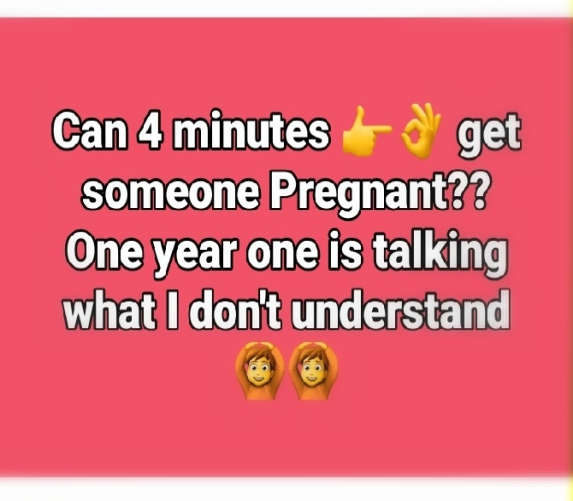 Can 4 minutes 👉👌 get
someone Pregnant??
One year one is talking
what I don't understand
🙆🙆